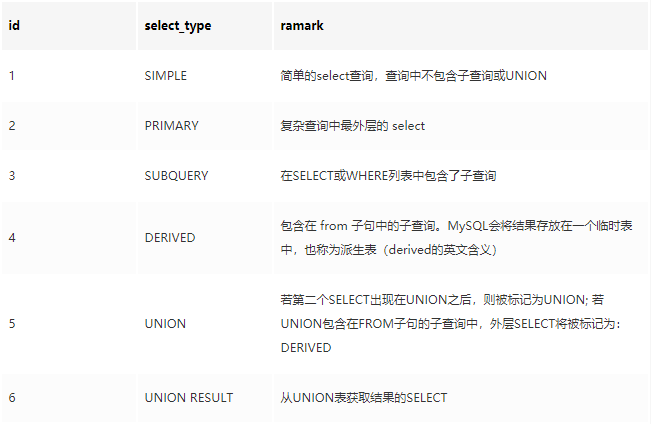 id select_type ramark
1 SIMPLE 简单的select查询，查询中不包含子查询或UNION
2 PRIMARY 复杂查询中最外层的 select
3 SUBQUERY 在SELECT或WHERE列表中包含了子查询
4 DERIVED 包含在 from 子句中的子查询。MySQL会将结果存放在一个临时表
中，也称为派生表（derived的英文含义）
5 UNION 若第二个SELECT出现在UNION之后，则被标记为UNION; 若
UNION包含在FROM子句的子查询中，外层SELECT将被标记为：
DERIVED
6 UNION RESULT 从UNION表获取结果的SELECT